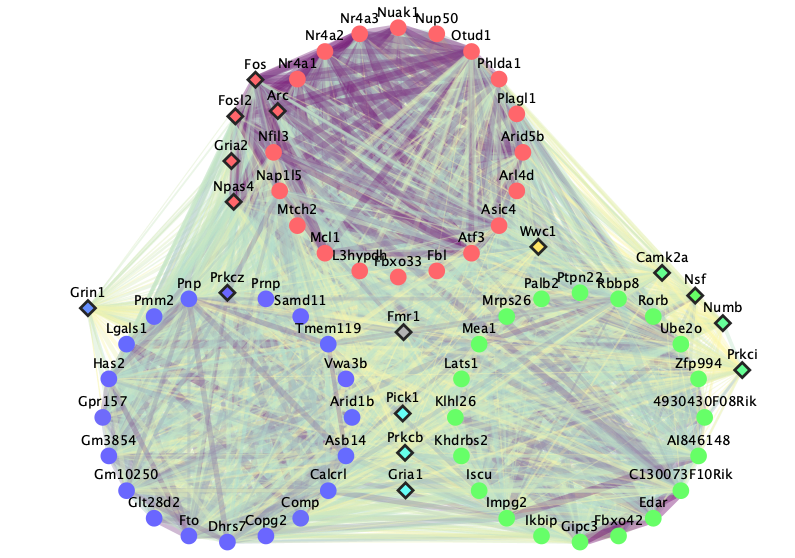 Nuak1
Nr4a3
Nup50
Nr4a2
Otud1
Fos
Nr4a1
Phlda1
Fosl2
Arc
Plagl1
Gria2
Nfil3
Arid5b
Npas4
Nap1l5
Arl4d
Mtch2
Asic4
Mcl1
Atf3
Wwc1
L3hypdh
Fbxo33
Fbl
Camk2a
Grin1
Pnp
Prkcz
Prnp
Palb2
Ptpn22
Rbbp8
Nsf
Pmm2
Samd11
Mrps26
Rorb
Numb
Lgals1
Tmem119
Fmr1
Mea1
Ube2o
Prkci
Has2
Vwa3b
Lats1
Zfp994
Gpr157
Arid1b
Pick1
Klhl26
4930430F08Rik
Gm3854
Asb14
Prkcb
Khdrbs2
AI846148
Gm10250
Calcrl
Gria1
Iscu
C130073F10Rik
Glt28d2
Comp
Impg2
Edar
Fto
Dhrs7
Copg2
Ikbip
Gipc3
Fbxo42